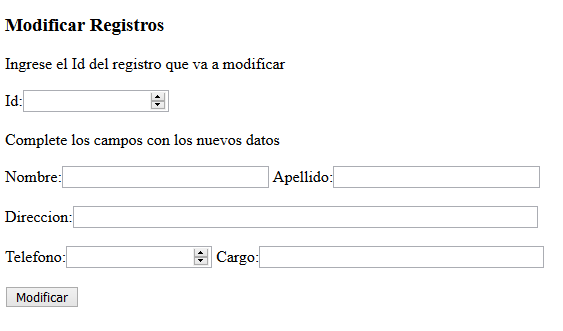 Modificar Registros
Ingrese el Id del registro que va a modificar
Id:
Complete los campos con los nuevos datos
Nombre: Apellido:
Direccion:
Telefono: Cargo:
Modificar